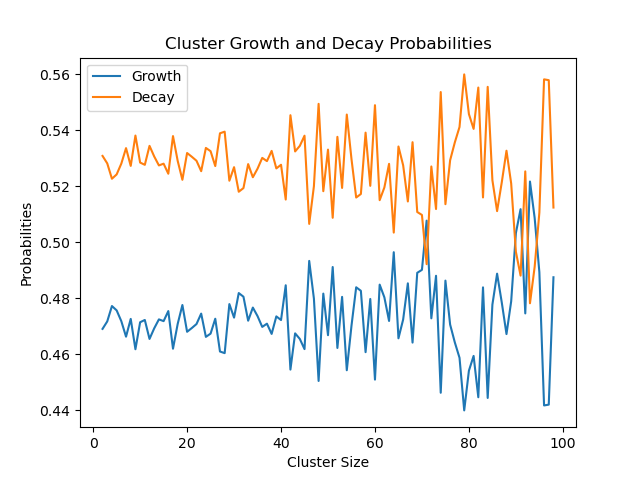 Cluster Growth and Decay Probabilities
Growth
Decay
0.56
0.54
0.52
0.50
0.48
0.46
0.44
Probabilities
0
20
40
60
80
100
Cluster Size